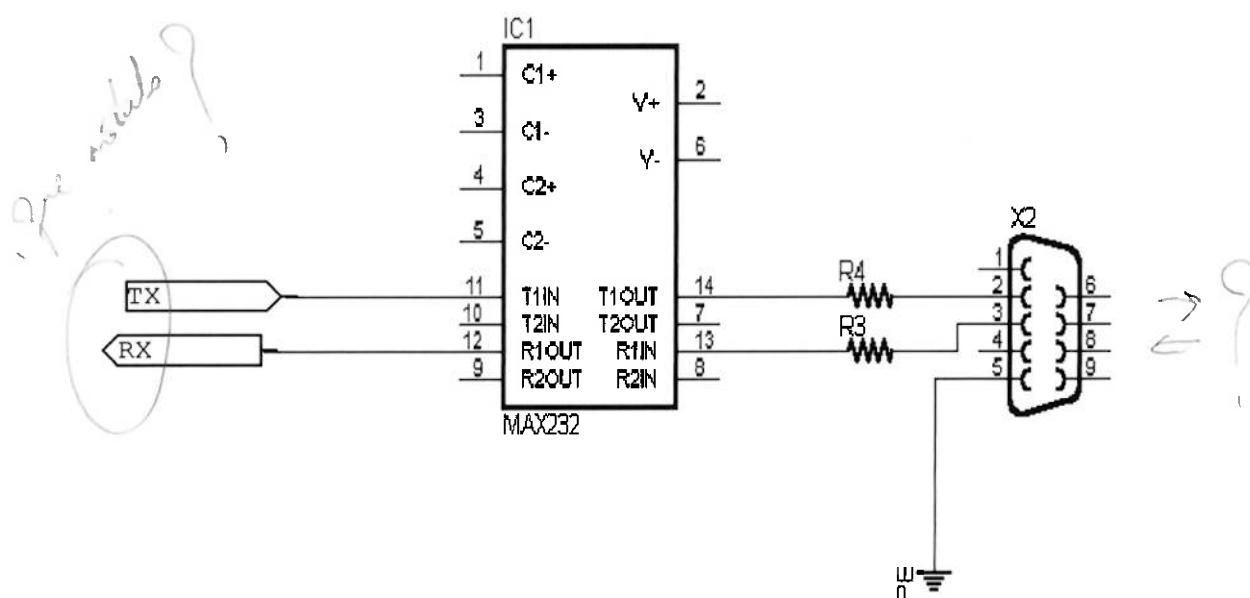 ¿Que módulo?
IC1
1
C1+
2
V+
3
C1-
6
V-
4
C2+
5
C2-
X2
1
TX
11
T1IN
T1OUT
14
R4
2
6
10
T2IN
T2OUT
7
R3
3
7
RX
12
R1OUT
R1IN
13
4
8
9
R2OUT
R2IN
8
5
9
MAX232
?